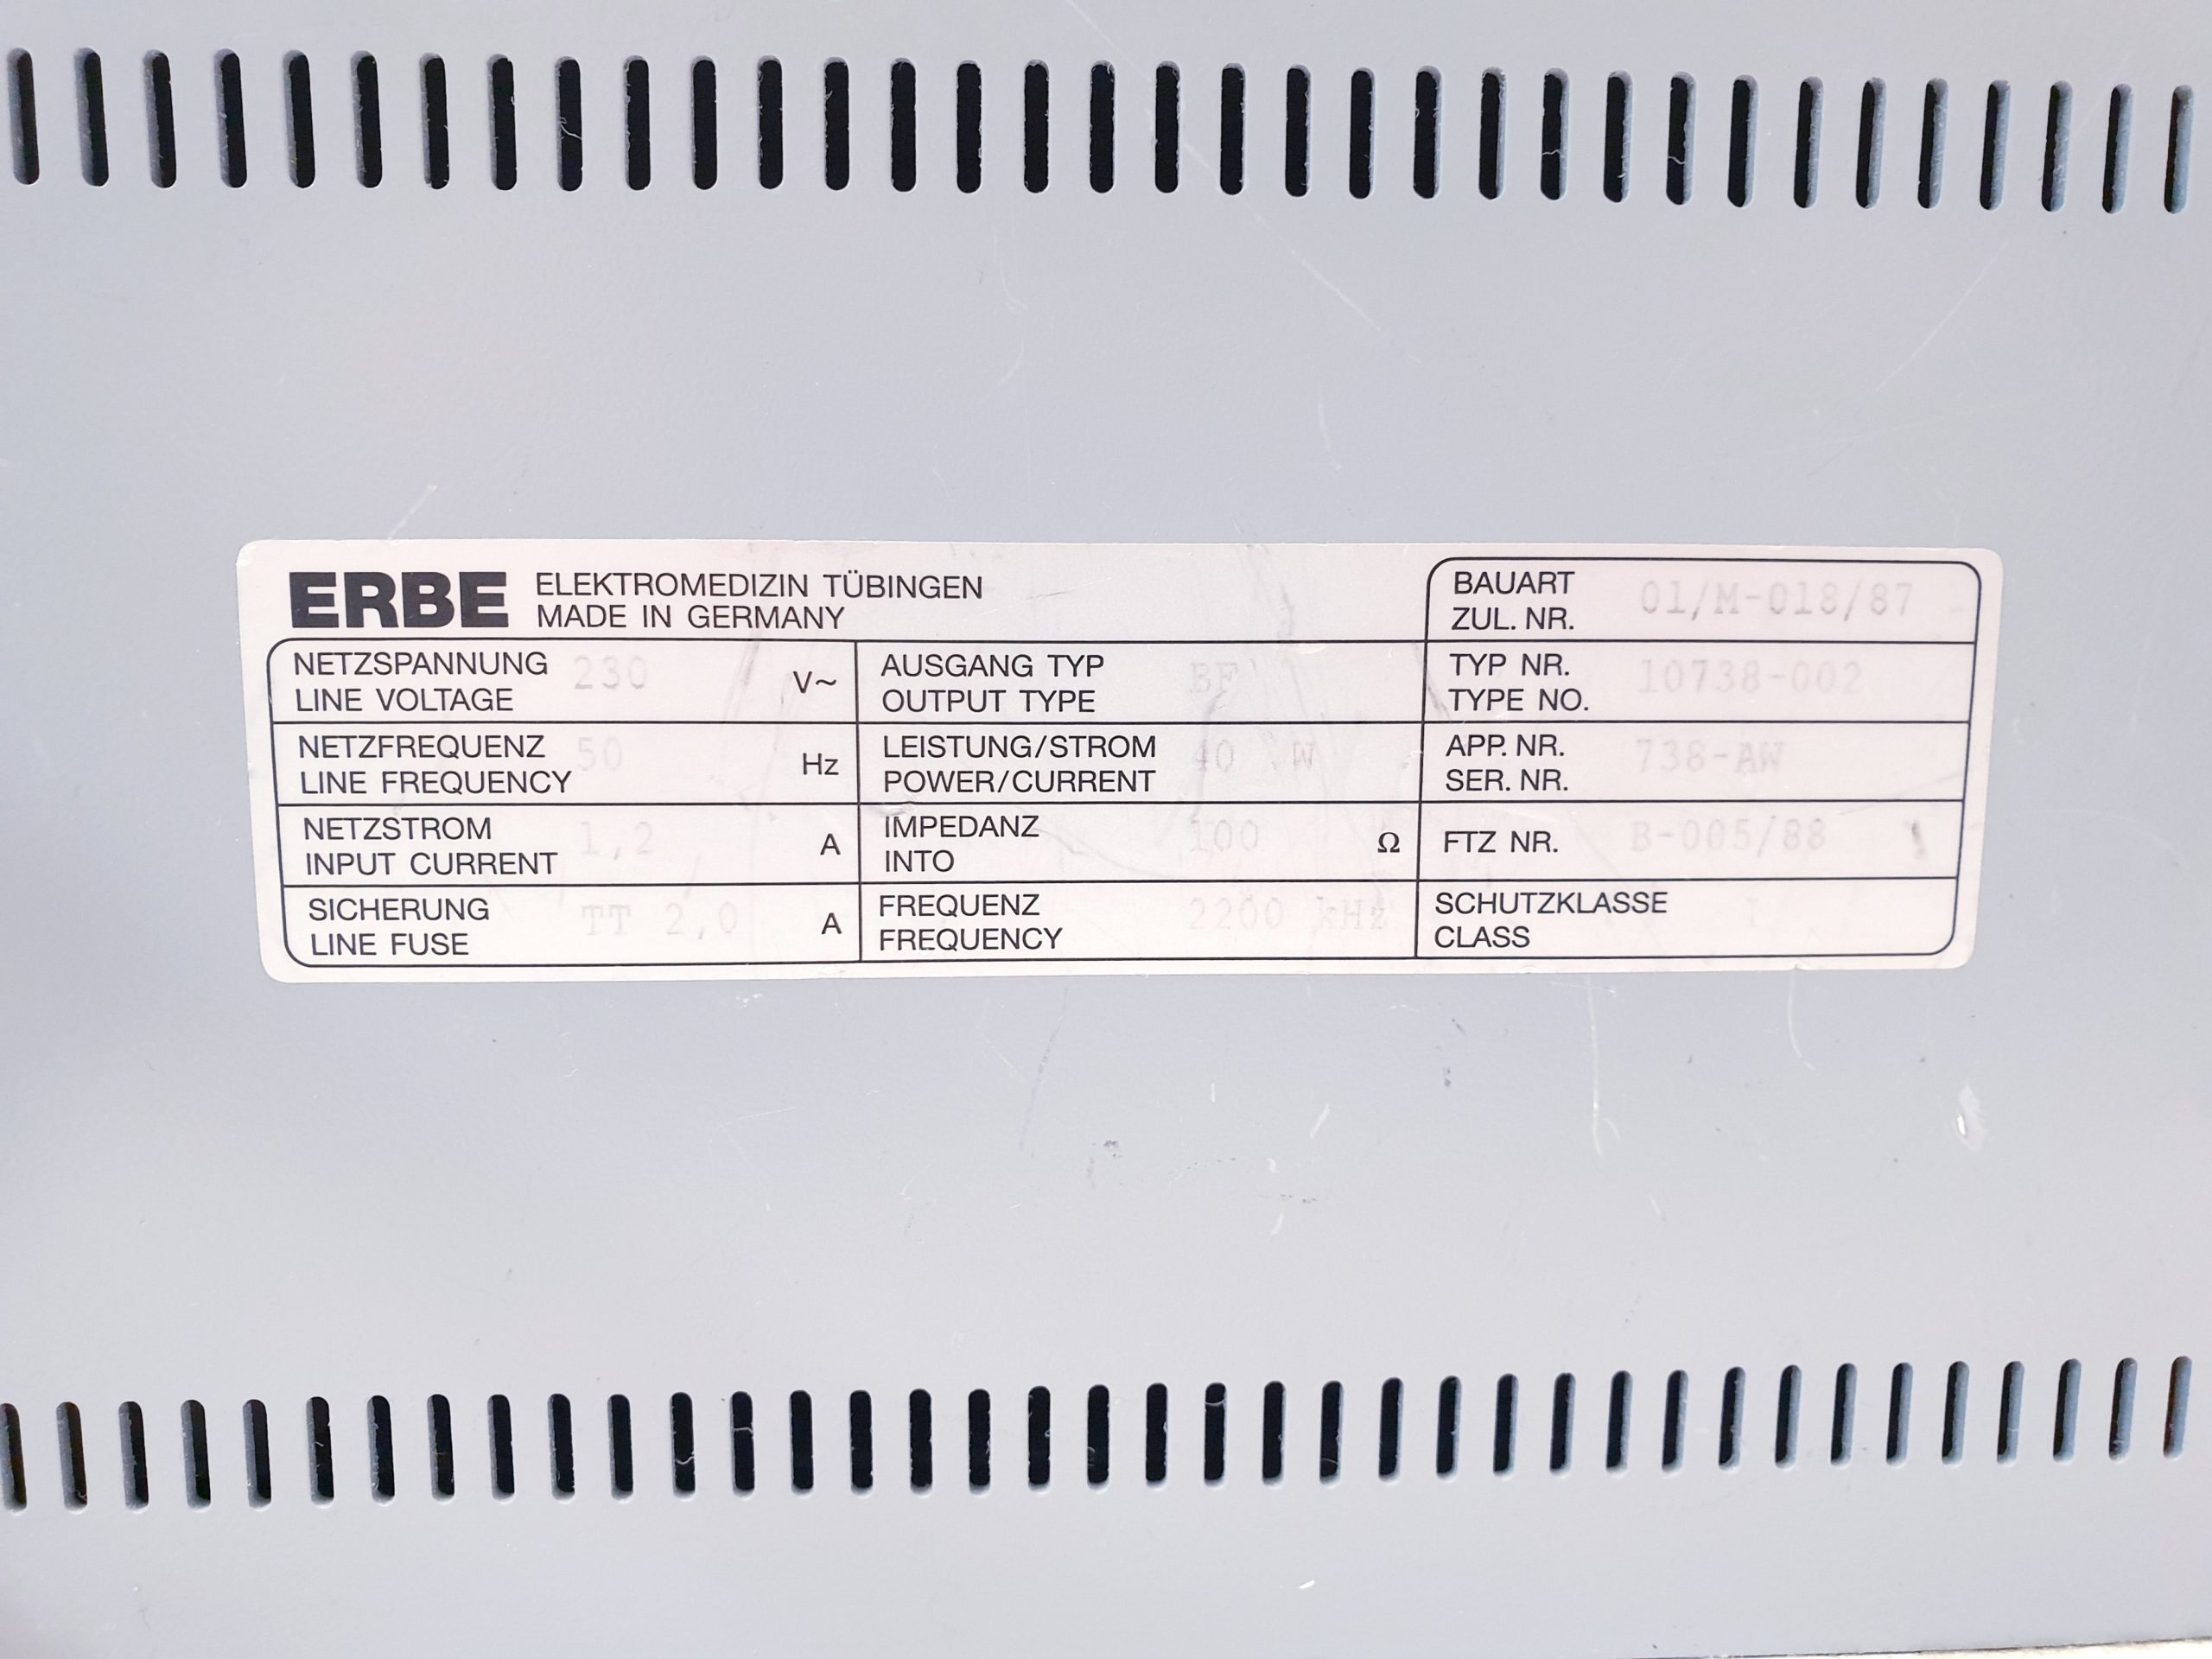 ERBE ELEKTROMEDIZIN TÜBINGEN
MADE IN GERMANY
BAUART
ZUL. NR. 01/M-018/87
NETZSPANNUNG
LINE VOLTAGE 230 V~
AUSGANG TYP
OUTPUT TYPE BF
TYP NR.
TYPE NO. 10738-002
NETZFREQUENZ
LINE FREQUENCY 50 Hz
LEISTUNG/STROM
POWER/CURRENT 40 W
APP. NR.
SER. NR. 738-AW
NETZSTROM
INPUT CURRENT 1,2 A
IMPEDANZ
INTO 100 Ω
FTZ NR. B-005/88
SICHERUNG
LINE FUSE TT 2,0 A
FREQUENZ
FREQUENCY 2200 kHz
SCHUTZKLASSE
CLASS I